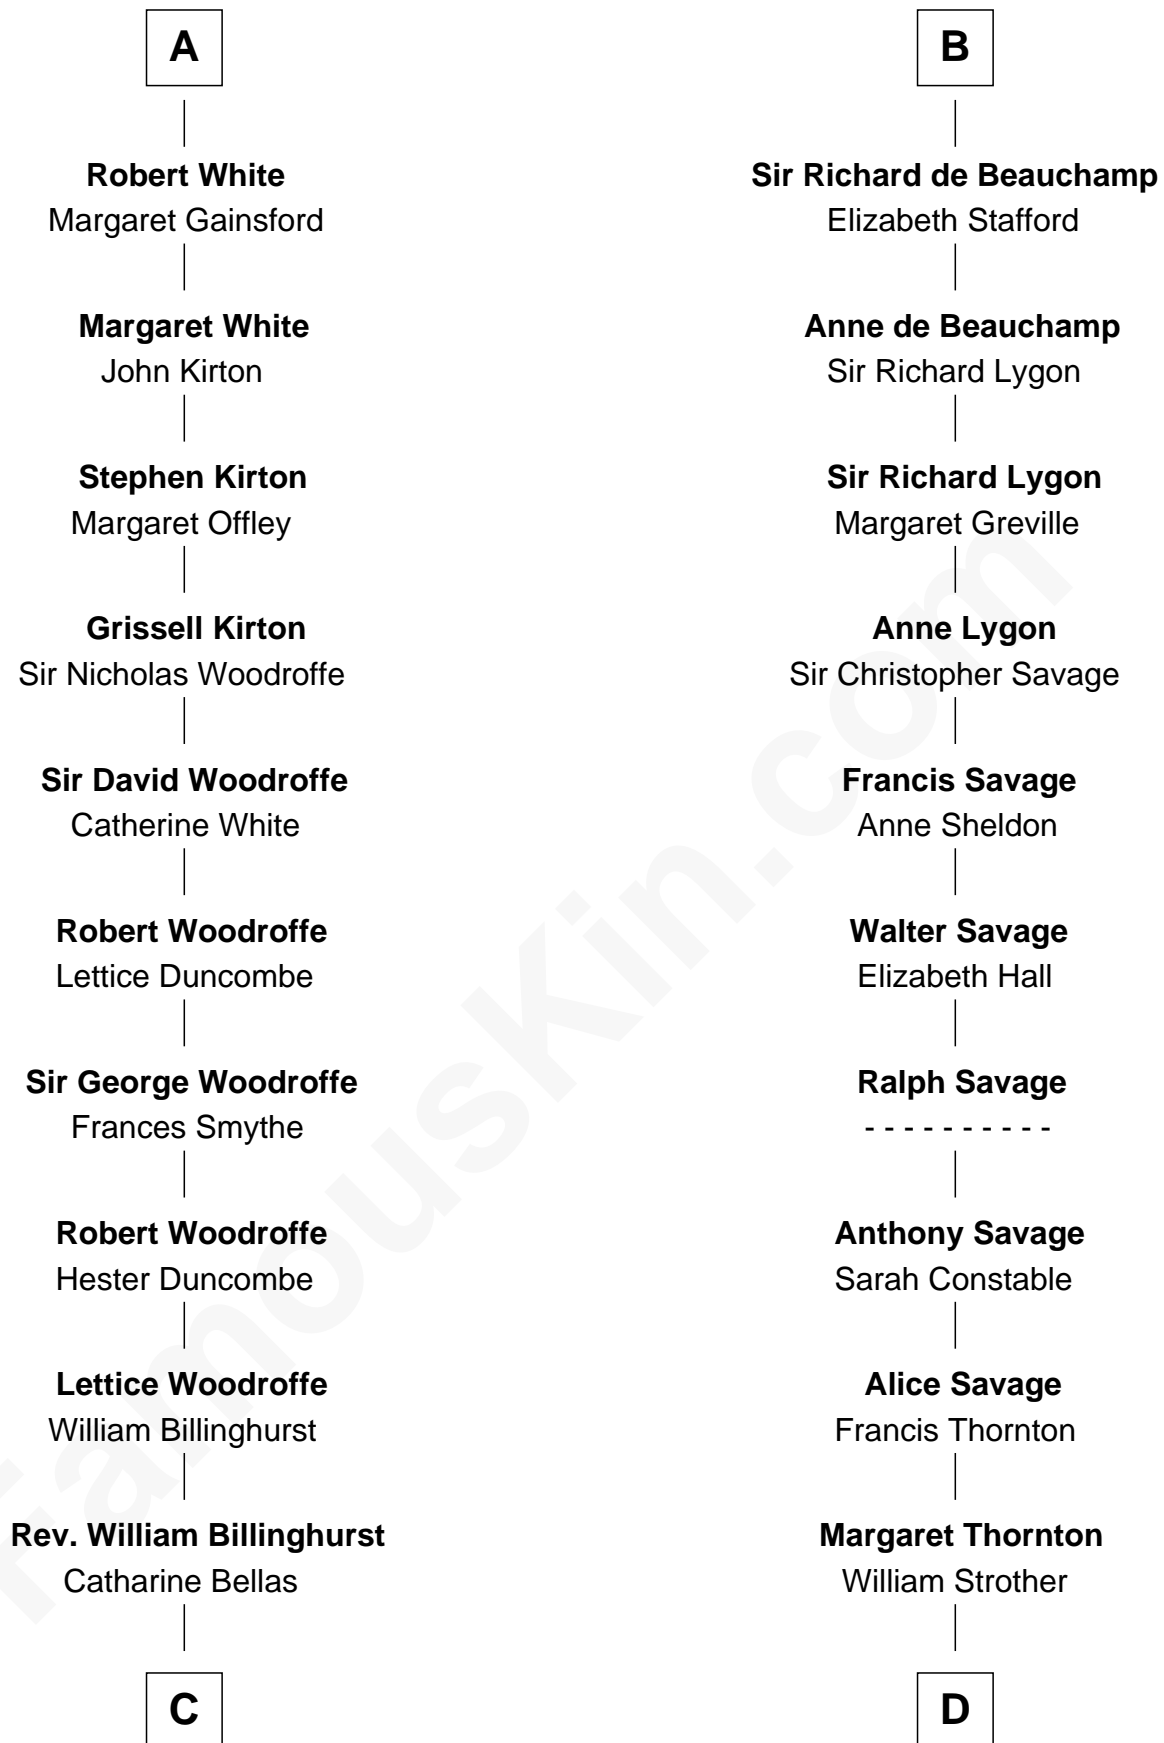 A
Robert White
Margaret Gainsford
Margaret White
John Kirton
Stephen Kirton
Margaret Offley
Grissell Kirton
Sir Nicholas Woodroffe
Sir David Woodroffe
Catherine White
Robert Woodroffe
Lettice Duncombe
Sir George Woodroffe
Frances Smythe
Robert Woodroffe
Hester Duncombe
Lettice Woodroffe
William Billinghurst
Rev. William Billinghurst
Catharine Bellas
C
B
Sir Richard de Beauchamp
Elizabeth Stafford
Anne de Beauchamp
Sir Richard Lygon
Sir Richard Lygon
Margaret Greville
Anne Lygon
Sir Christopher Savage
Francis Savage
Anne Sheldon
Walter Savage
Elizabeth Hall
Ralph Savage
- - - - - - - - - -
Anthony Savage
Sarah Constable
Alice Savage
Francis Thornton
Margaret Thornton
William Strother
D
FamousKin.com